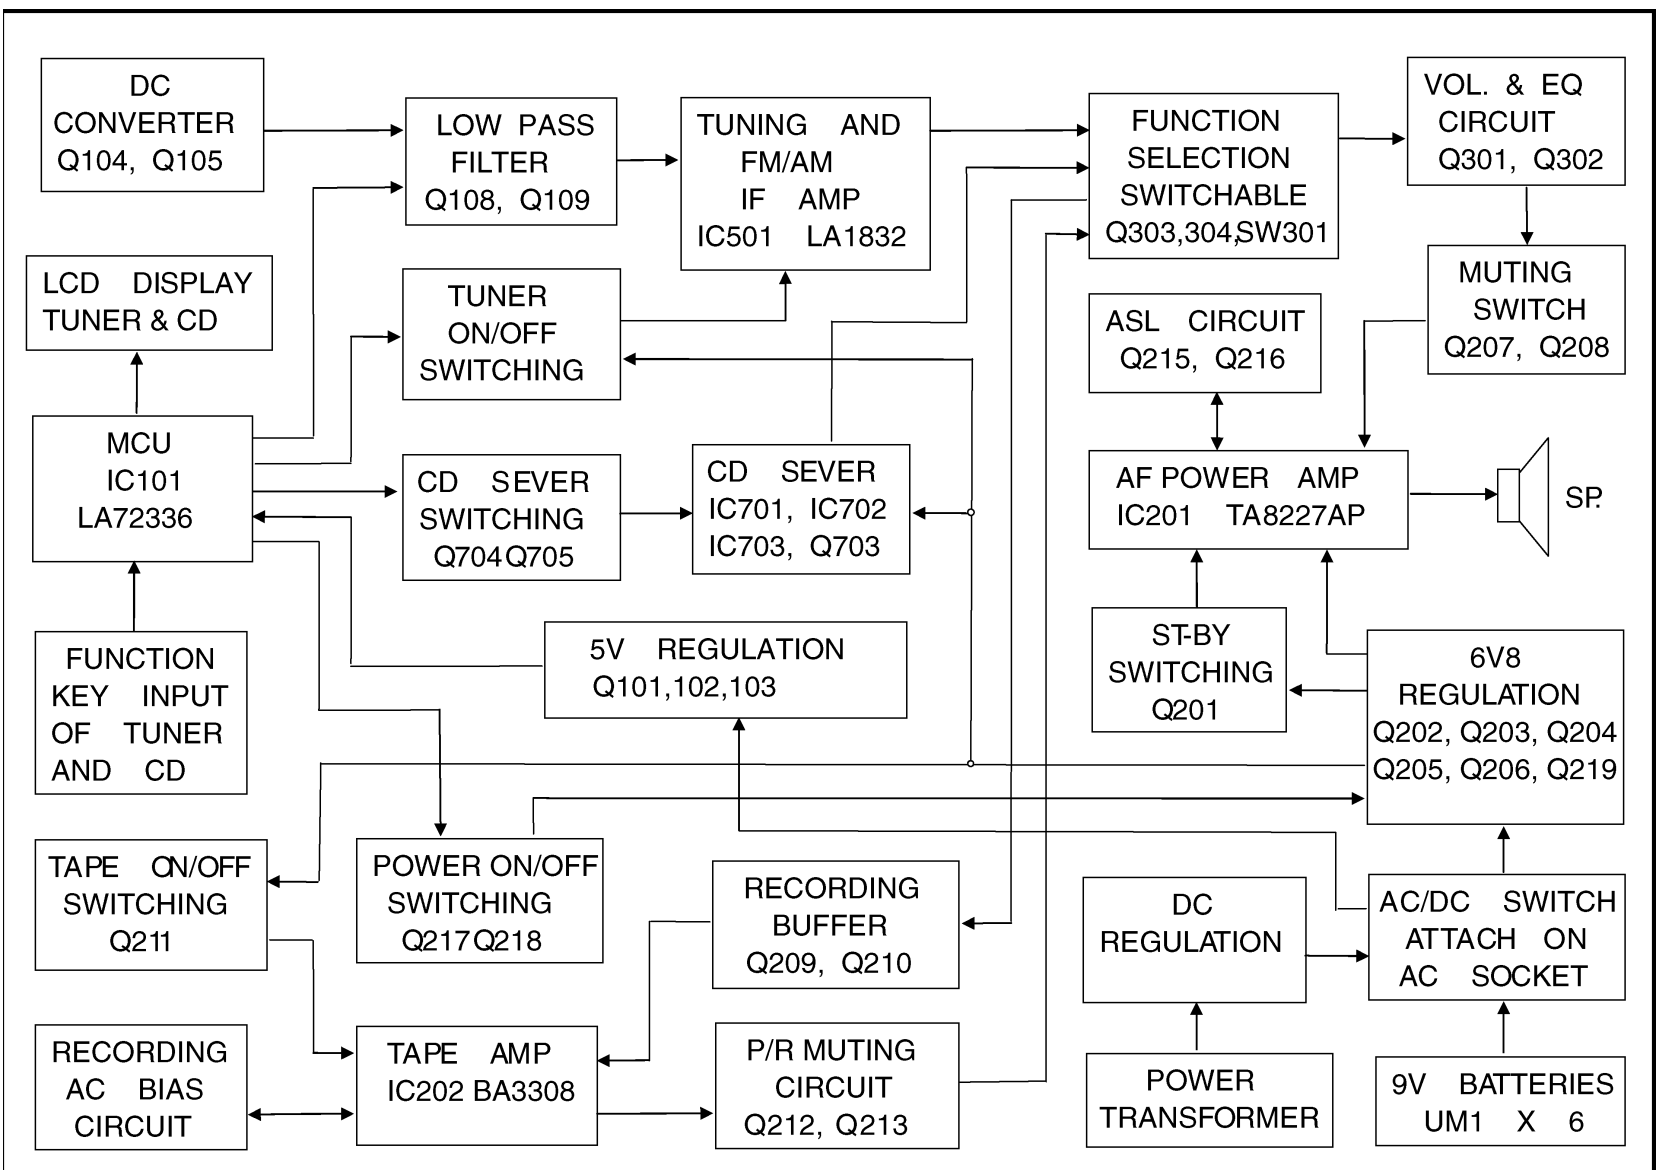 DC
CONVERTER
Q104, Q105
LOW PASS
FILTER
Q108, Q109
TUNING AND
FM/AM
IF AMP
IC501 LA1832
FUNCTION
SELECTION
SWITCHABLE
Q303,304,SW301
VOL. & EQ
CIRCUIT
Q301, Q302
LCD DISPLAY
TUNER & CD
TUNER
ON/OFF
SWITCHING
ASL CIRCUIT
Q215, Q216
MUTING
SWITCH
Q207, Q208
MCU
IC101
LA72336
CD SEVER
SWITCHING
Q704Q705
CD SEVER
IC701, IC702
IC703, Q703
AF POWER AMP
IC201 TA8227AP
SP.
FUNCTION
KEY INPUT
OF TUNER
AND CD
5V REGULATION
Q101,102,103
ST-BY
SWITCHING
Q201
6V8
REGULATION
Q202, Q203, Q204
Q205, Q206, Q219
TAPE ON/OFF
SWITCHING
Q211
POWER ON/OFF
SWITCHING
Q217Q218
RECORDING
BUFFER
Q209, Q210
DC
REGULATION
AC/DC SWITCH
ATTACH ON
AC SOCKET
RECORDING
AC BIAS
CIRCUIT
TAPE AMP
IC202 BA3308
P/R MUTING
CIRCUIT
Q212, Q213
POWER
TRANSFORMER
9V BATTERIES
UM1 X 6